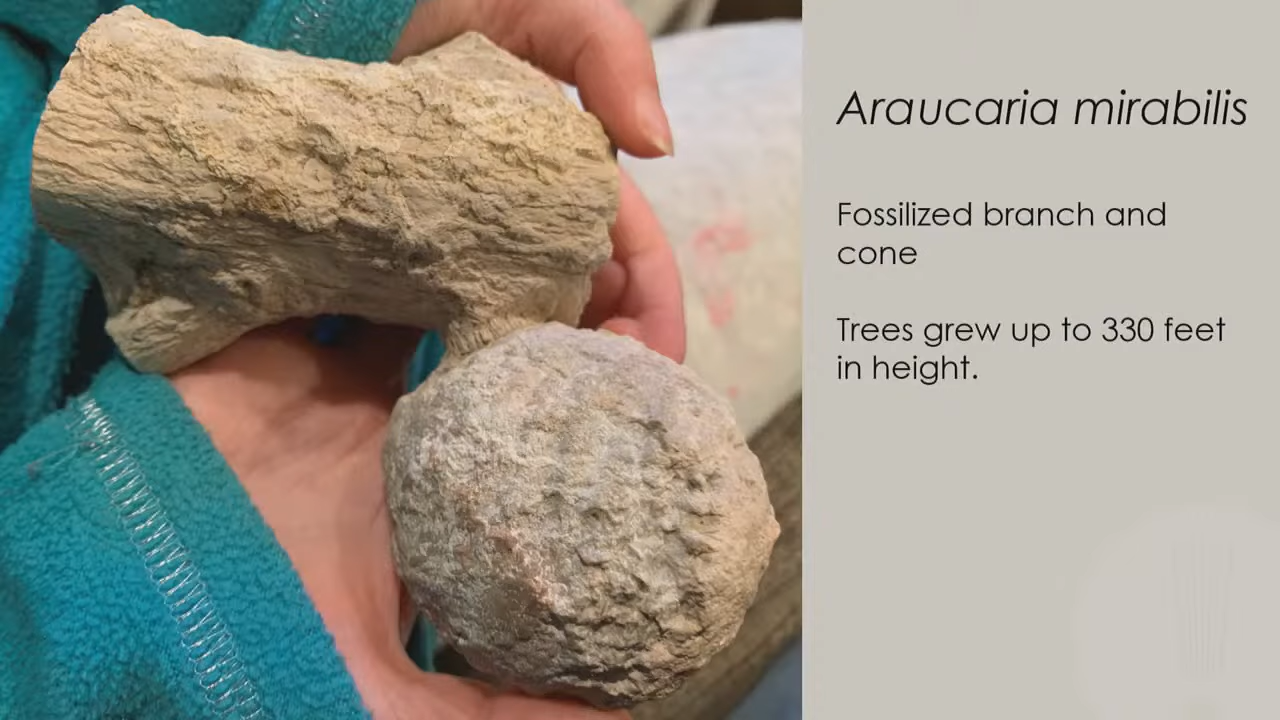 Araucaria mirabilis
Fossilized branch and
cone
Trees grew up to 330 feet
in height.